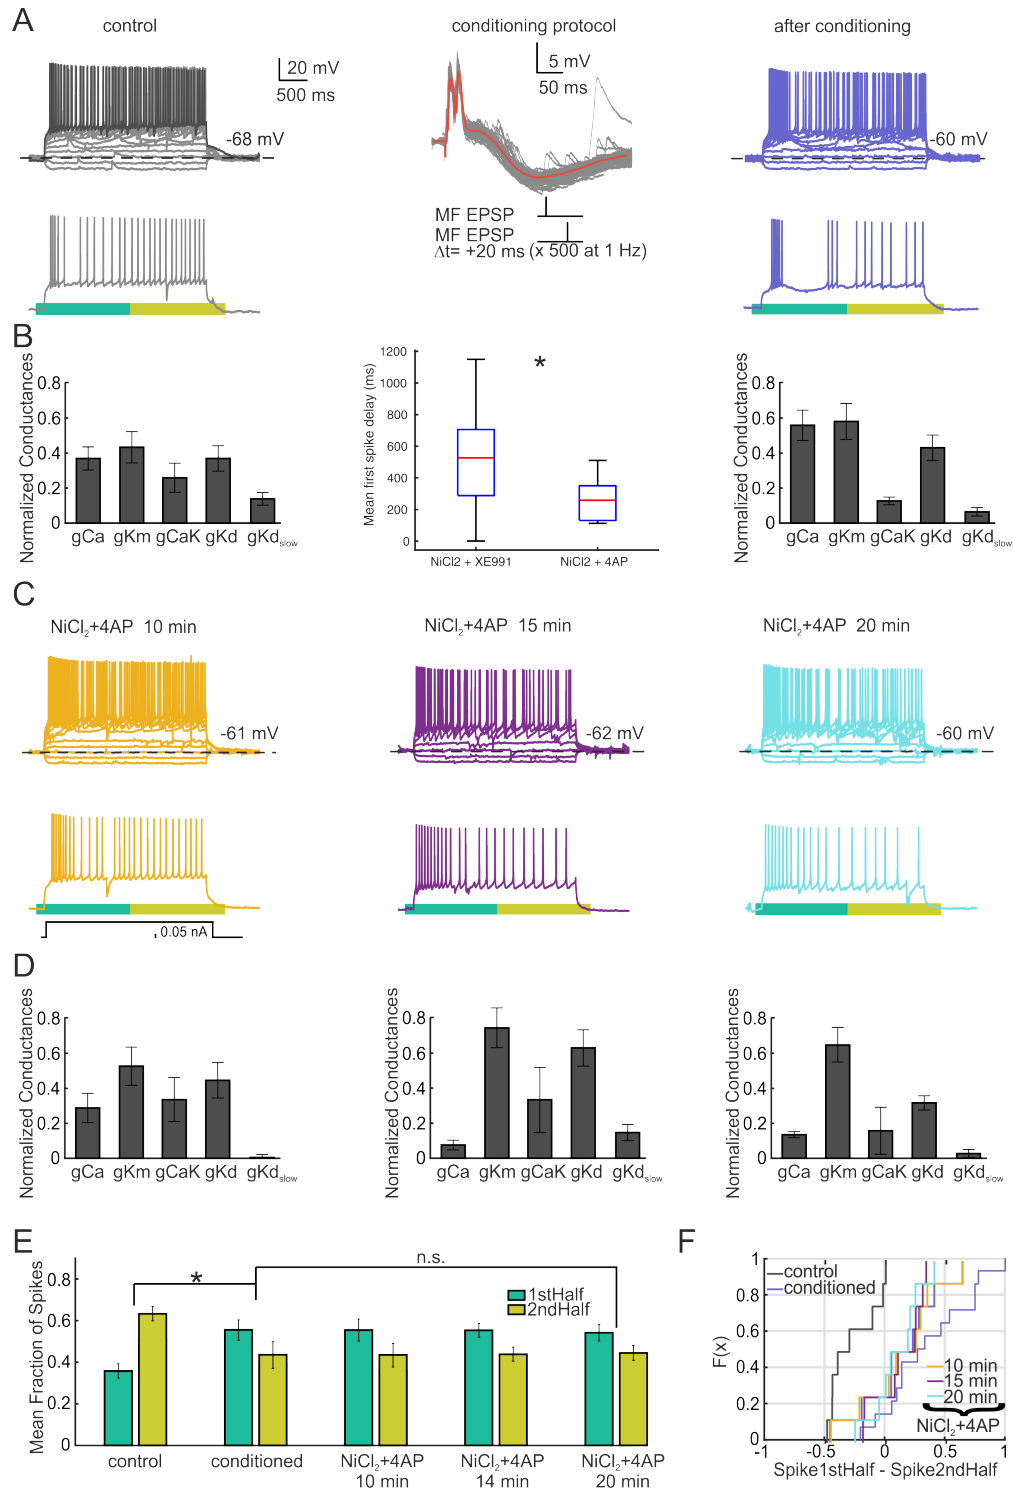 A
control
conditioning protocol
after conditioning
20 mV
500 ms
5 mV
50 ms
-68 mV
-60 mV
MF EPSP
MF EPSP
Δt= +20 ms (x 500 at 1 Hz)
B
Normalized Conductances
0.8
0.6
0.4
0.2
0
gCa gKm gCaK gKd gKdslow
Mean first spike delay (ms)
1200
1000
800
600
400
200
0
NiCl2 + XE991
NiCl2 + 4AP
*
Normalized Conductances
0.8
0.6
0.4
0.2
0
gCa gKm gCaK gKd gKdslow
C
NiCl2+4AP 10 min
NiCl2+4AP 15 min
NiCl2+4AP 20 min
-61 mV
-62 mV
-60 mV
0.05 nA
D
Normalized Conductances
0.8
0.6
0.4
0.2
0
gCa gKm gCaK gKd gKdslow
Normalized Conductances
0.8
0.6
0.4
0.2
0
gCa gKm gCaK gKd gKdslow
Normalized Conductances
0.8
0.6
0.4
0.2
0
gCa gKm gCaK gKd gKdslow
E
Mean Fraction of Spikes
0.8
0.6
0.4
0.2
0
*
n.s.
1stHalf
2ndHalf
control
conditioned
NiCl2+4AP
10 min
NiCl2+4AP
14 min
NiCl2+4AP
20 min
F
F(x)
1
0.8
0.6
0.4
0.2
0
control
conditioned
10 min
15 min
20 min
NiCl2+4AP
-1 -0.5 0 0.5 1
Spike1stHalf - Spike2ndHalf